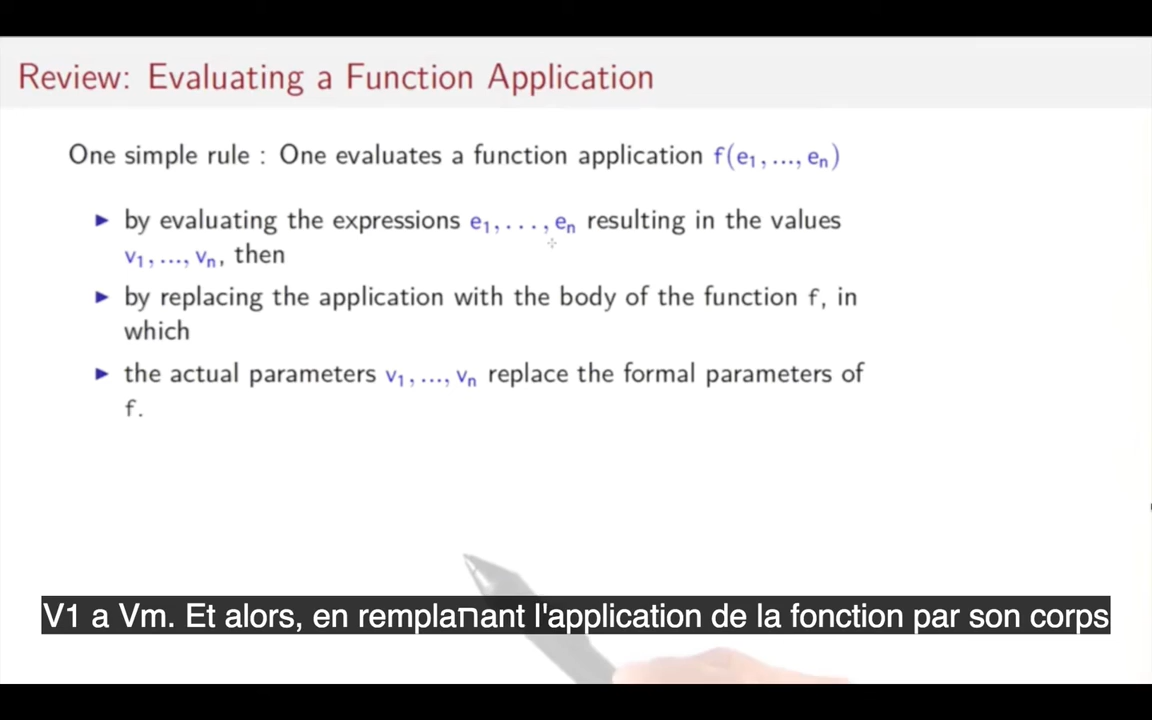 Review: Evaluating a Function Application
One simple rule : One evaluates a function application f(e₁, ..., eₙ)
▶ by evaluating the expressions e₁, . . . , eₙ resulting in the values
v₁, ..., vₙ, then
▶ by replacing the application with the body of the function f, in
which
▶ the actual parameters v₁, ..., vₙ replace the formal parameters of
f.
V1 a Vm. Et alors, en remplaחant l'application de la fonction par son corps